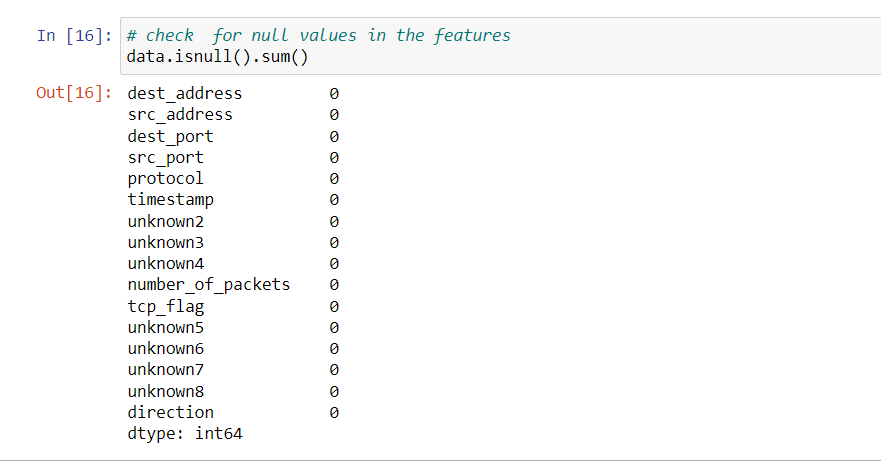 In [16]: # check  for null values in the features
data.isnull().sum()
Out[16]: dest_address 0
src_address 0
dest_port 0
src_port 0
protocol 0
timestamp 0
unknown2 0
unknown3 0
unknown4 0
number_of_packets 0
tcp_flag 0
unknown5 0
unknown6 0
unknown7 0
unknown8 0
direction 0
dtype: int64